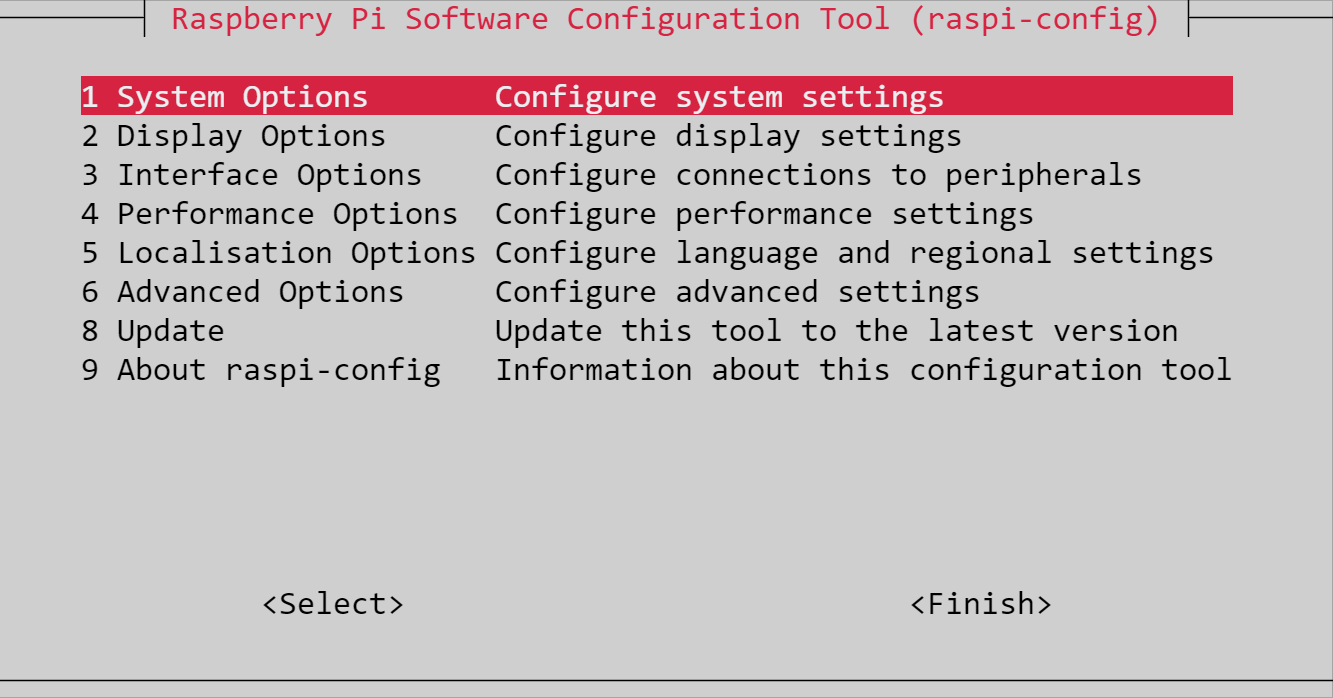 Raspberry Pi Software Configuration Tool (raspi-config)
1 System Options Configure system settings
2 Display Options Configure display settings
3 Interface Options Configure connections to peripherals
4 Performance Options Configure performance settings
5 Localisation Options Configure language and regional settings
6 Advanced Options Configure advanced settings
8 Update Update this tool to the latest version
9 About raspi-config Information about this configuration tool
<Select> <Finish>